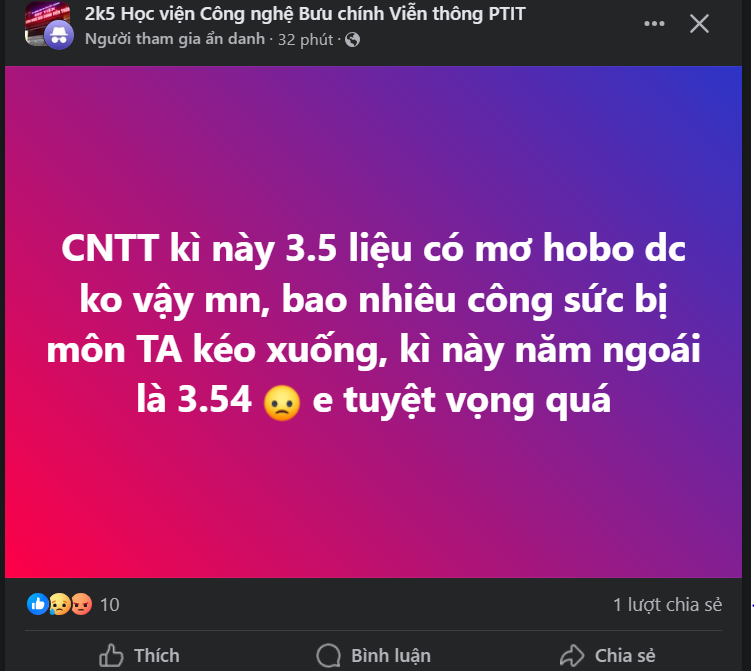 2k5 Học viện Công nghệ Bưu chính Viễn thông PTIT
Người tham gia ẩn danh · 32 phút ·
CNTT kì này 3.5 liệu có mơ hobo dc
ko vậy mn, bao nhiêu công sức bị
môn TA kéo xuống, kì này năm ngoái
là 3.54 😞 e tuyệt vọng quá
10
1 lượt chia sẻ
Thích
Bình luận
Chia sẻ